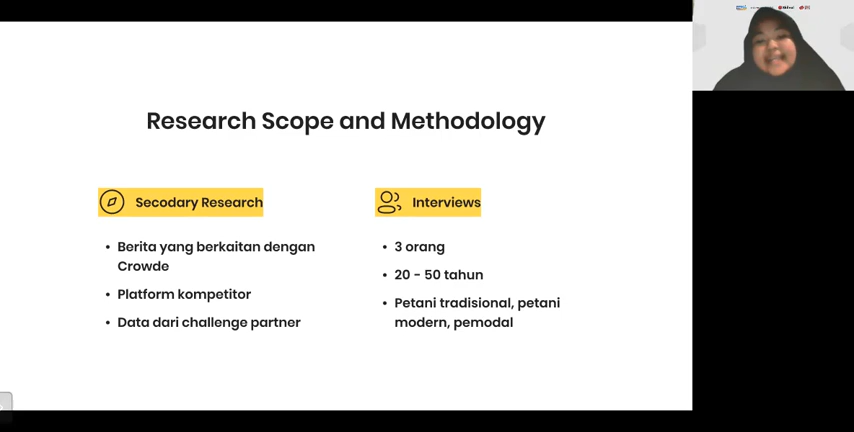 Research Scope and Methodology
Secodary Research
Berita yang berkaitan dengan
Crowde
Platform kompetitor
Data dari challenge partner
Interviews
3 orang
20 - 50 tahun
Petani tradisional, petani
modern, pemodal